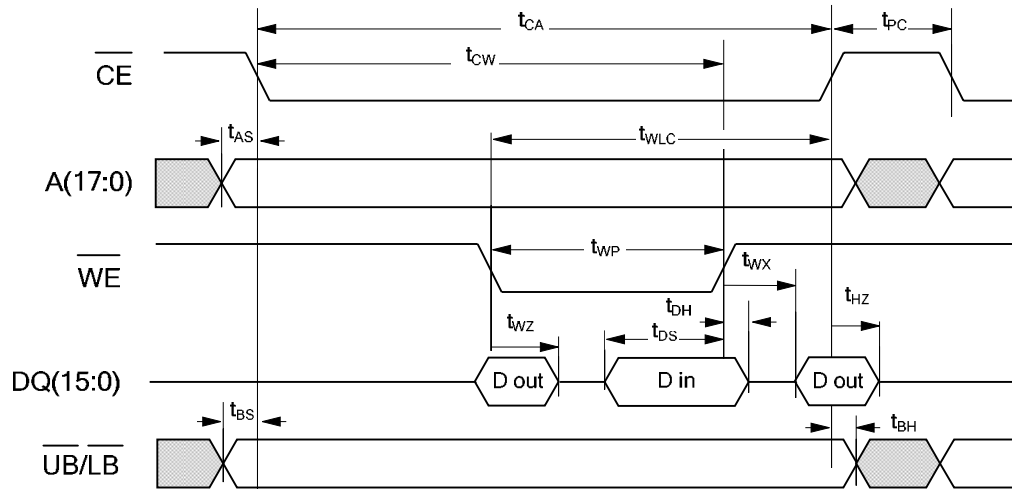 tCA
tPC
CE
tCW
tAS
tWLC
A(17:0)
WE
tWP
tWX
tDH
tHZ
tWZ
tDS
DQ(15:0)
D out
D in
D out
tBS
tBH
UB/LB